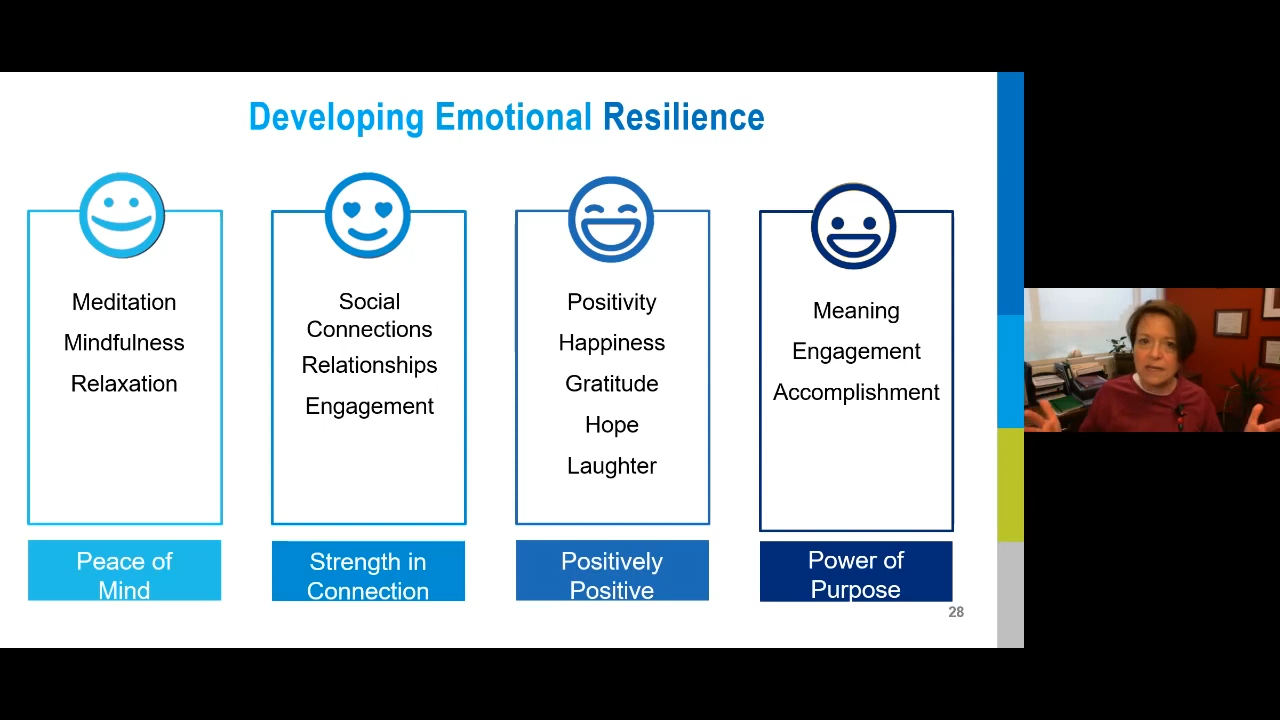 Developing Emotional Resilience
Meditation
Mindfulness
Relaxation
Peace of
Mind
Social
Connections
Relationships
Engagement
Strength in
Connection
Positivity
Happiness
Gratitude
Hope
Laughter
Positively
Positive
Meaning
Engagement
Accomplishment
Power of
Purpose
28